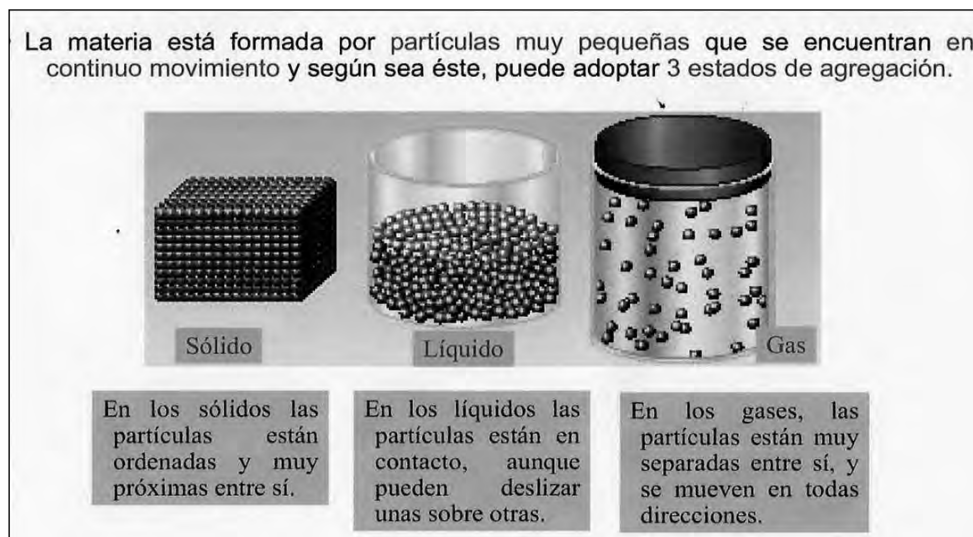 La materia está formada por partículas muy pequeñas que se encuentran en
continuo movimiento y según sea éste, puede adoptar 3 estados de agregación.
Sólido
Líquido
Gas
En los sólidos las
partículas están
ordenadas y muy
próximas entre sí.
En los líquidos las
partículas están en
contacto, aunque
pueden deslizar
unas sobre otras.
En los gases, las
partículas están muy
separadas entre sí, y
se mueven en todas
direcciones.